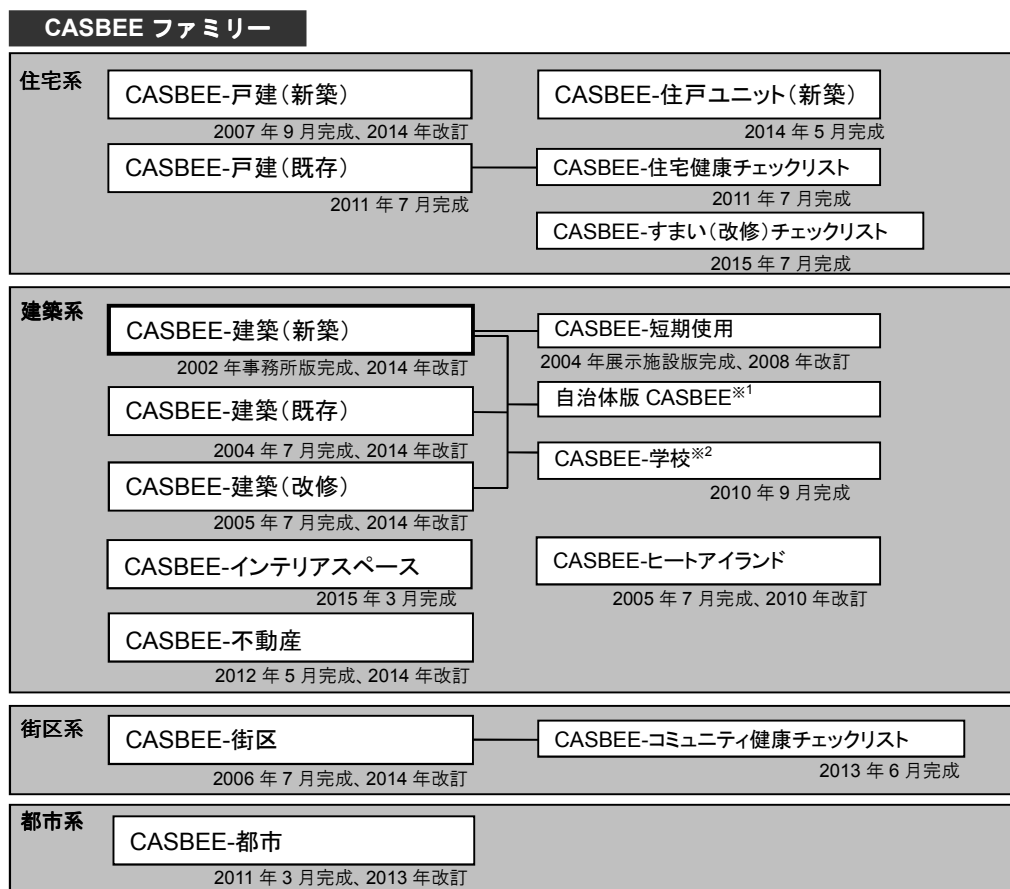 CASBEE ファミリー
住宅系
CASBEE-戸建(新築)
2007 年 9 月完成、2014 年改訂
CASBEE-住戸ユニット(新築)
2014 年 5 月完成
CASBEE-戸建(既存)
2011 年 7 月完成
CASBEE-住宅健康チェックリスト
2011 年 7 月完成
CASBEE-すまい(改修)チェックリスト
2015 年 7 月完成
建築系
CASBEE-建築(新築)
2002 年事務所版完成、2014 年改訂
CASBEE-短期使用
2004 年展示施設版完成、2008 年改訂
CASBEE-建築(既存)
2004 年 7 月完成、2014 年改訂
自治体版 CASBEE※1
CASBEE-学校※2
2010 年 9 月完成
CASBEE-建築(改修)
2005 年 7 月完成、2014 年改訂
CASBEE-インテリアスペース
2015 年 3 月完成
CASBEE-ヒートアイランド
2005 年 7 月完成、2010 年改訂
CASBEE-不動産
2012 年 5 月完成、2014 年改訂
街区系
CASBEE-街区
2006 年 7 月完成、2014 年改訂
CASBEE-コミュニティ健康チェックリスト
2013 年 6 月完成
都市系
CASBEE-都市
2011 年 3 月完成、2013 年改訂